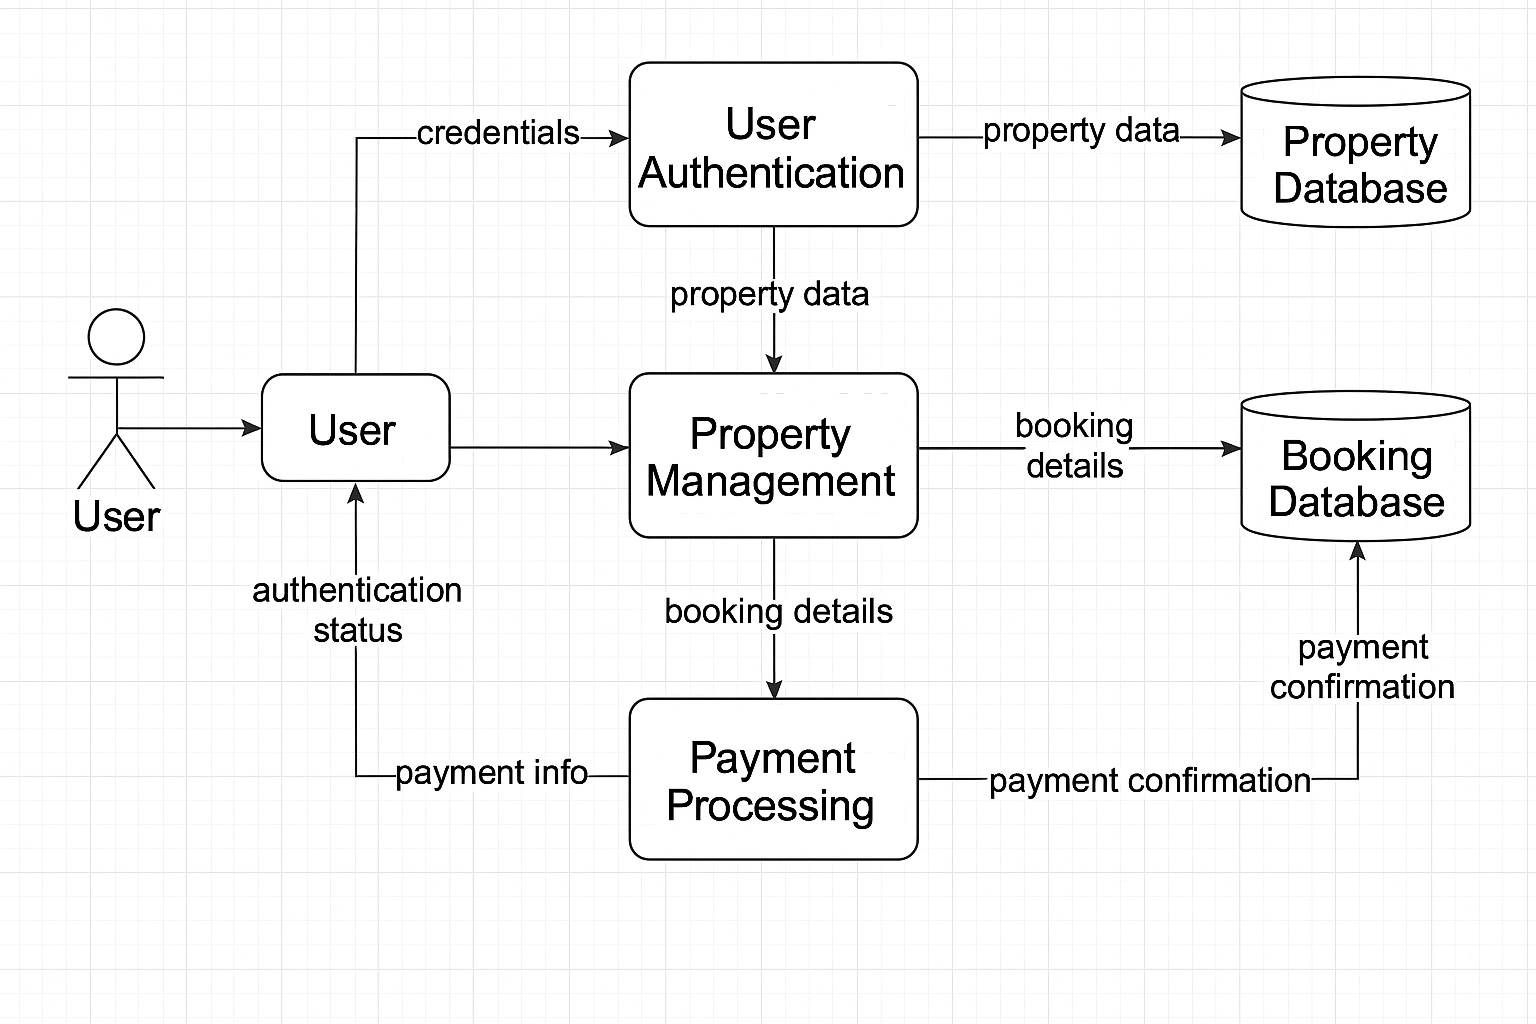 User
Authentication
credentials
property data
Property
Database
property data
User
User
Property
Management
booking
details
Booking
Database
authentication
status
booking details
payment
confirmation
payment info
Payment
Processing
payment confirmation